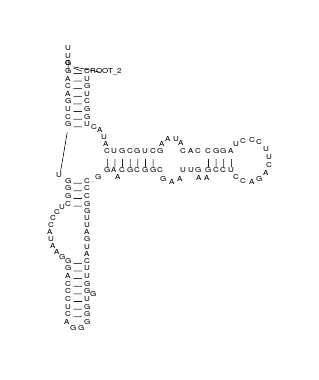 U
U
G
G CROOT_2
A U
C G
A U
G C
U G
C G
G U
C A U A
C U G C G U C G
A A U A
C A C C G G A
U C C C
U U C A G A
C C
U U G G C C U
A A
G A A
G G A C G C G G C
A
G
U
G C
G C
G C
C C
U C C C A U A A G
G G U U A G U A
G C
G U
A U
C G
C G
C U
U G
C G
A G
G G